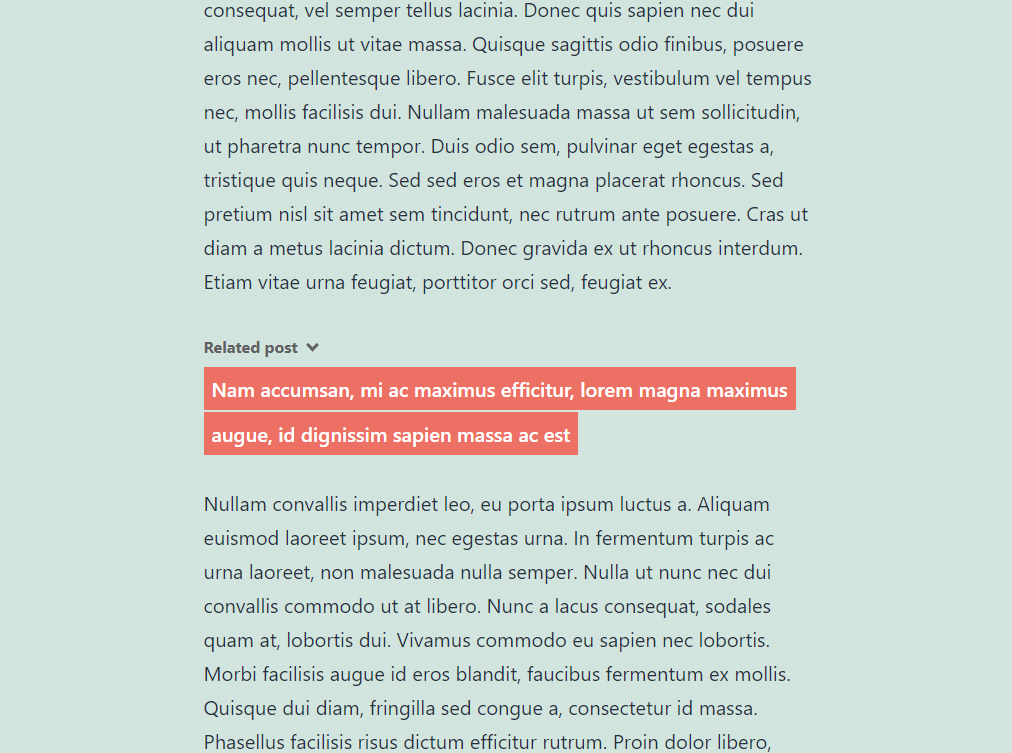 consequat, vel semper tellus lacinia. Donec quis sapien nec dui
aliquam mollis ut vitae massa. Quisque sagittis odio finibus, posuere
eros nec, pellentesque libero. Fusce elit turpis, vestibulum vel tempus
nec, mollis facilisis dui. Nullam malesuada massa ut sem sollicitudin,
ut pharetra nunc tempor. Duis odio sem, pulvinar eget egestas a,
tristique quis neque. Sed sed eros et magna placerat rhoncus. Sed
pretium nisl sit amet sem tincidunt, nec rutrum ante posuere. Cras ut
diam a metus lacinia dictum. Donec gravida ex ut rhoncus interdum.
Etiam vitae urna feugiat, porttitor orci sed, feugiat ex.
Related post
Nam accumsan, mi ac maximus efficitur, lorem magna maximus
augue, id dignissim sapien massa ac est
Nullam convallis imperdiet leo, eu porta ipsum luctus a. Aliquam
euismod laoreet ipsum, nec egestas urna. In fermentum turpis ac
urna laoreet, non malesuada nulla semper. Nulla ut nunc nec dui
convallis commodo ut at libero. Nunc a lacus consequat, sodales
quam at, lobortis dui. Vivamus commodo eu sapien nec lobortis.
Morbi facilisis augue id eros blandit, faucibus fermentum ex mollis.
Quisque dui diam, fringilla sed congue a, consectetur id massa.
Phasellus facilisis risus dictum efficitur rutrum. Proin dolor libero,